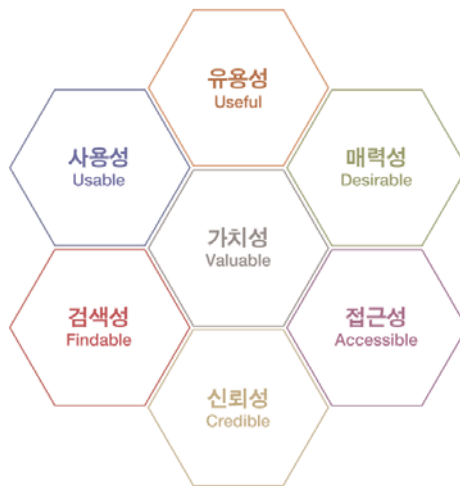 유용성
Useful
사용성
Usable
매력성
Desirable
가치성
Valuable
검색성
Findable
접근성
Accessible
신뢰성
Credible